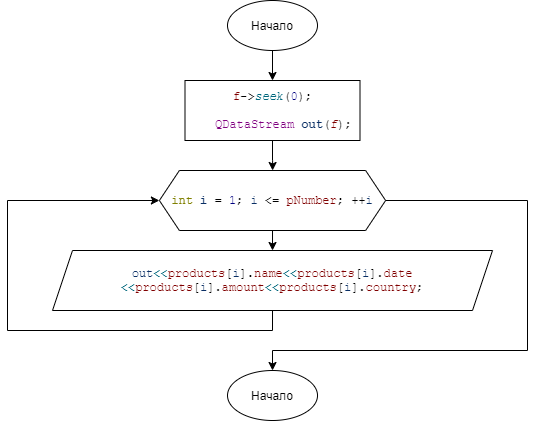 Начало
f->seek(0);
QDataStream out(f);
int i = 1; i <= pNumber; ++i
out<<products[i].name<<products[i].date
<<products[i].amount<<products[i].country;
Начало